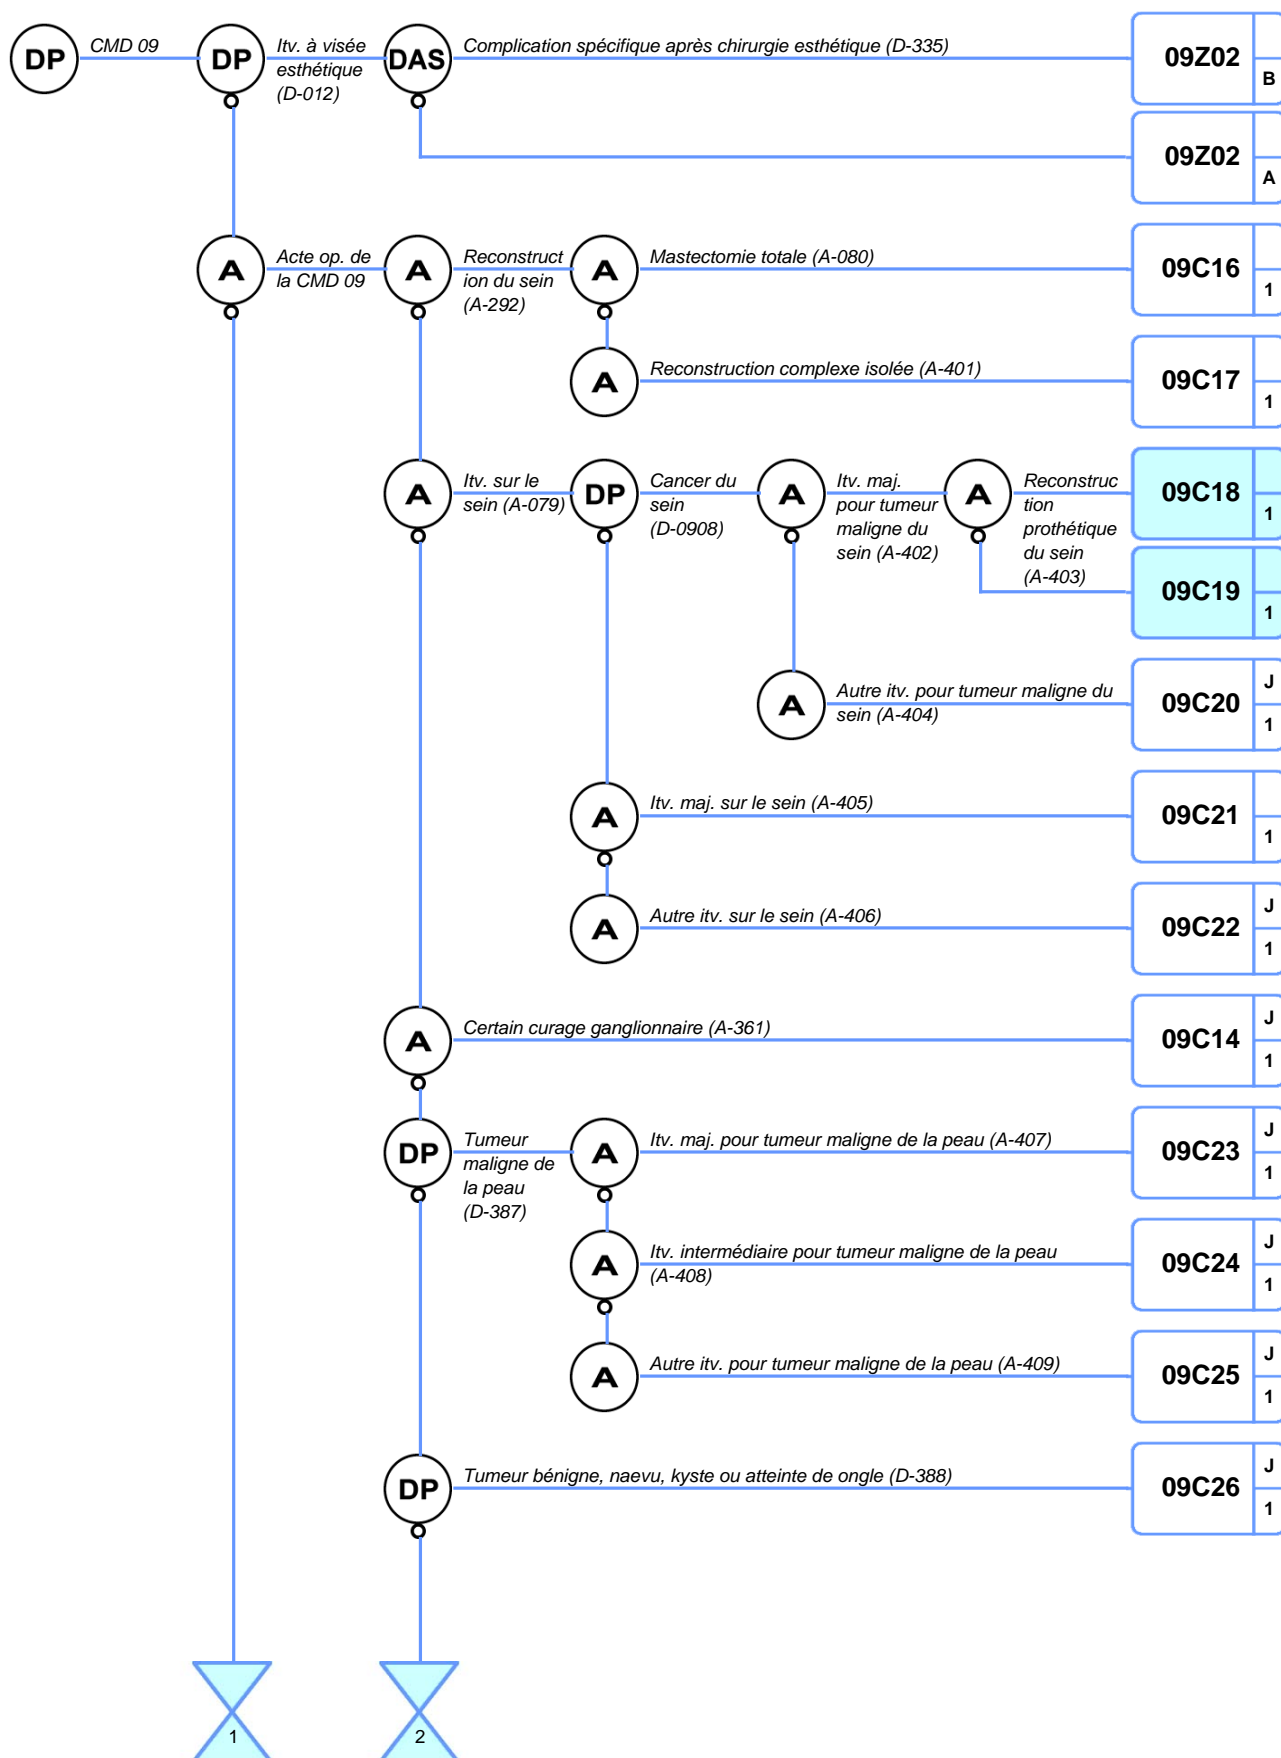 DP
CMD 09
DP
Itv. à visée
esthétique
(D-012)
DAS
Complication spécifique après chirurgie esthétique (D-335)
09Z02
B
09Z02
A
A
Acte op. de
la CMD 09
A
Reconstruct
ion du sein
(A-292)
A
Mastectomie totale (A-080)
09C16
1
A
Reconstruction complexe isolée (A-401)
09C17
1
A
Itv. sur le
sein (A-079)
DP
Cancer du
sein
(D-0908)
A
Itv. maj.
pour tumeur
maligne du
sein (A-402)
A
Reconstruc
tion
prothétique
du sein
(A-403)
09C18
1
09C19
1
A
Autre itv. pour tumeur maligne du
sein (A-404)
09C20
J
1
A
Itv. maj. sur le sein (A-405)
09C21
1
A
Autre itv. sur le sein (A-406)
09C22
J
1
A
Certain curage ganglionnaire (A-361)
09C14
J
1
DP
Tumeur
maligne de
la peau
(D-387)
A
Itv. maj. pour tumeur maligne de la peau (A-407)
09C23
J
1
A
Itv. intermédiaire pour tumeur maligne de la peau
(A-408)
09C24
J
1
A
Autre itv. pour tumeur maligne de la peau (A-409)
09C25
J
1
DP
Tumeur bénigne, naevu, kyste ou atteinte de ongle (D-388)
09C26
J
1
1
2